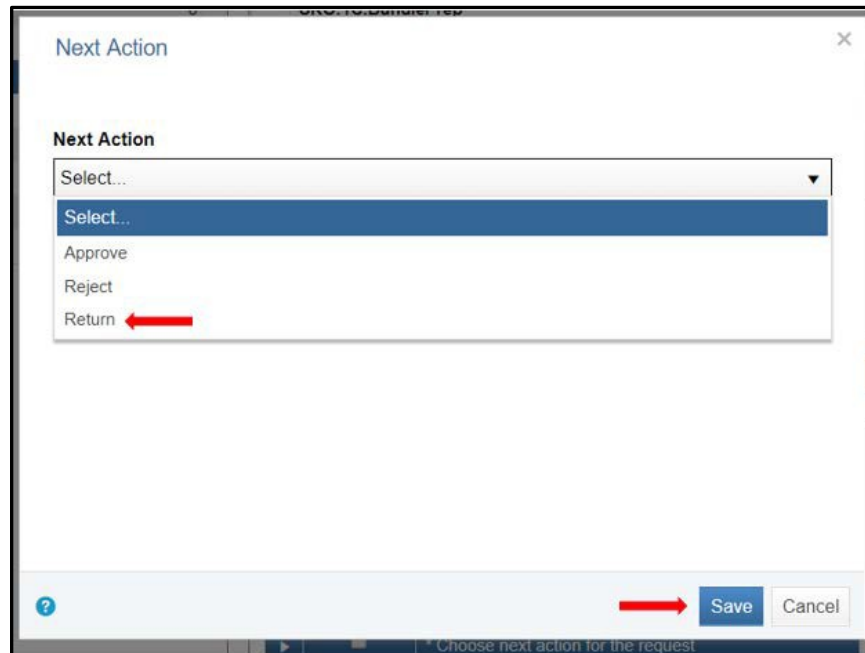 Next Action
Next Action
Select...
Select...
Approve
Reject
Return
Save Cancel
* Choose next action for the request